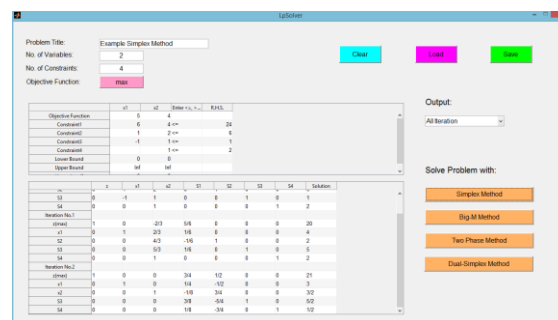 LpSolver
Problem Title: Example Simplex Method
No. of Variables: 2
No. of Constraints: 4
Objective Function: max
Clear
Load
Save
x1 x2 R.H.S.
Objective Function 5 4
Constraint1 6 4 <= 24
Constraint2 1 2 <= 6
Constraint3 -1 1 <= 1
Constraint4 1 <= 2
Lower Bound 0 0
Upper Bound Inf Inf
Output:
All Iteration
Solve Problem with:
Simplex Method
Big-M Method
Two Phase Method
Dual-Simplex Method
z x1 x2 S1 S2 S3 S4 Solution
S3 0 -1 1 0 0 1 0 1
S4 0 0 1 0 0 0 1 2
Iteration No.1
z(max) 1 0 -2/3 5/6 0 0 0 20
x1 0 1 2/3 1/6 0 0 0 4
S2 0 0 4/3 -1/6 1 0 0 2
S3 0 0 5/3 1/6 0 1 0 5
S4 0 0 1 0 0 0 1 2
Iteration No.2
z(max) 1 0 0 3/4 1/2 0 0 21
x1 0 1 0 1/4 -1/2 0 0 3
x2 0 0 1 -1/8 3/4 0 0 3/2
S3 0 0 0 3/8 -5/4 1 0 5/2
S4 0 0 0 1/8 -3/4 0 1 1/2